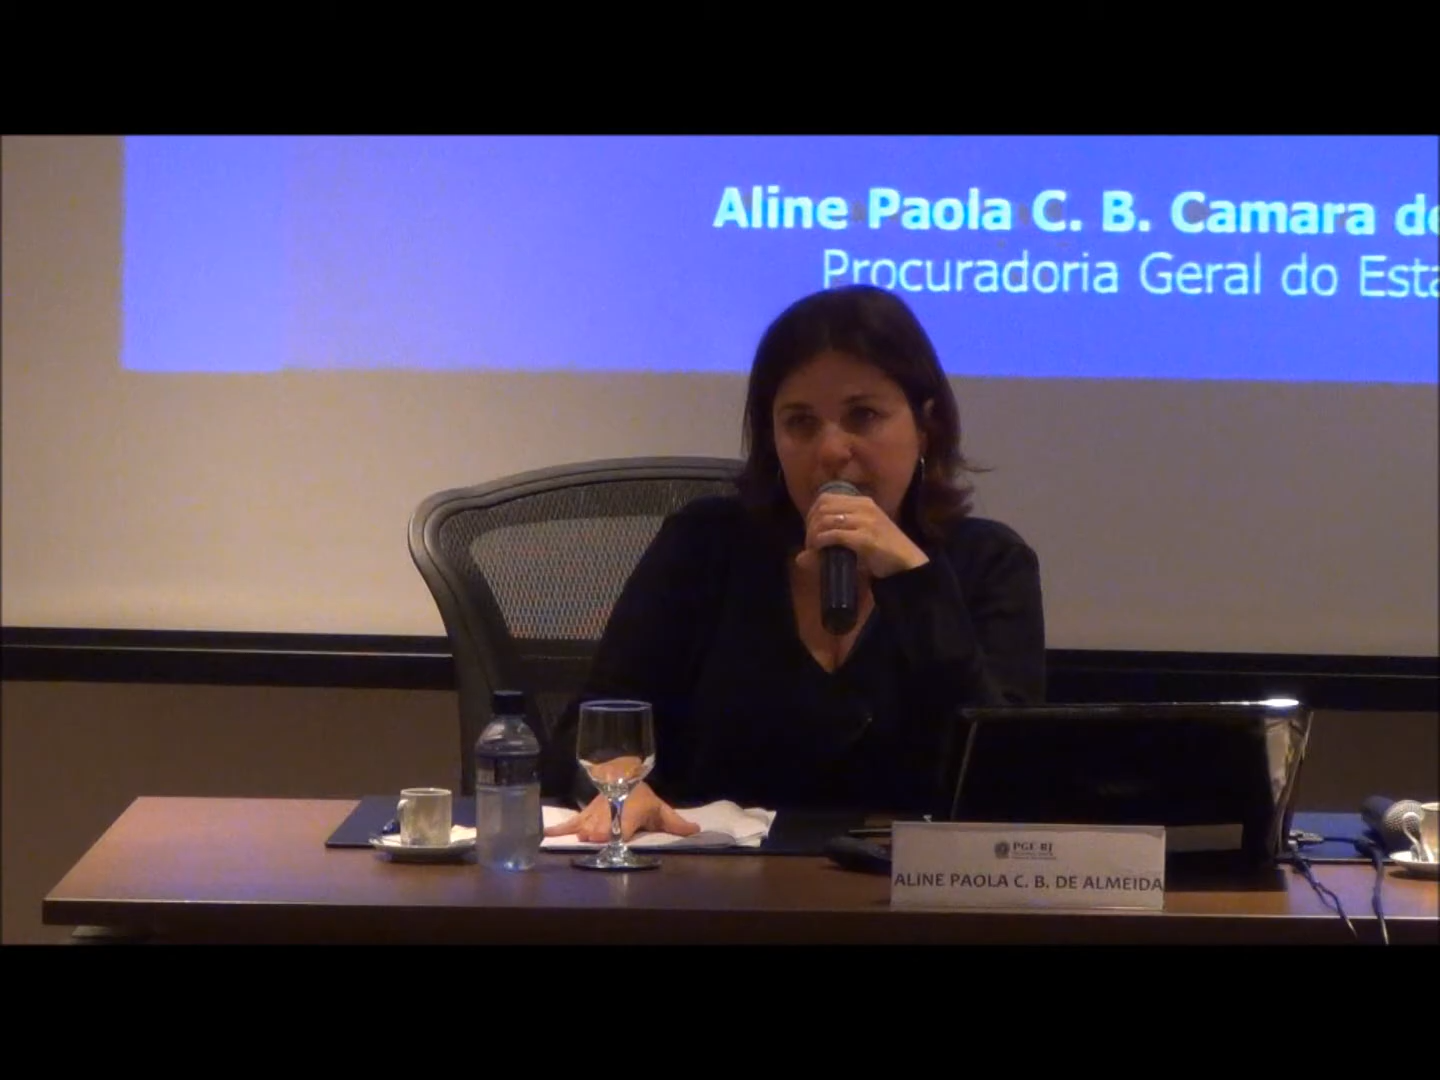 Aline Paola C. B. Camara de
Procuradoria Geral do Esta
PGE-RJ
ALINE PAOLA C. B. DE ALMEIDA